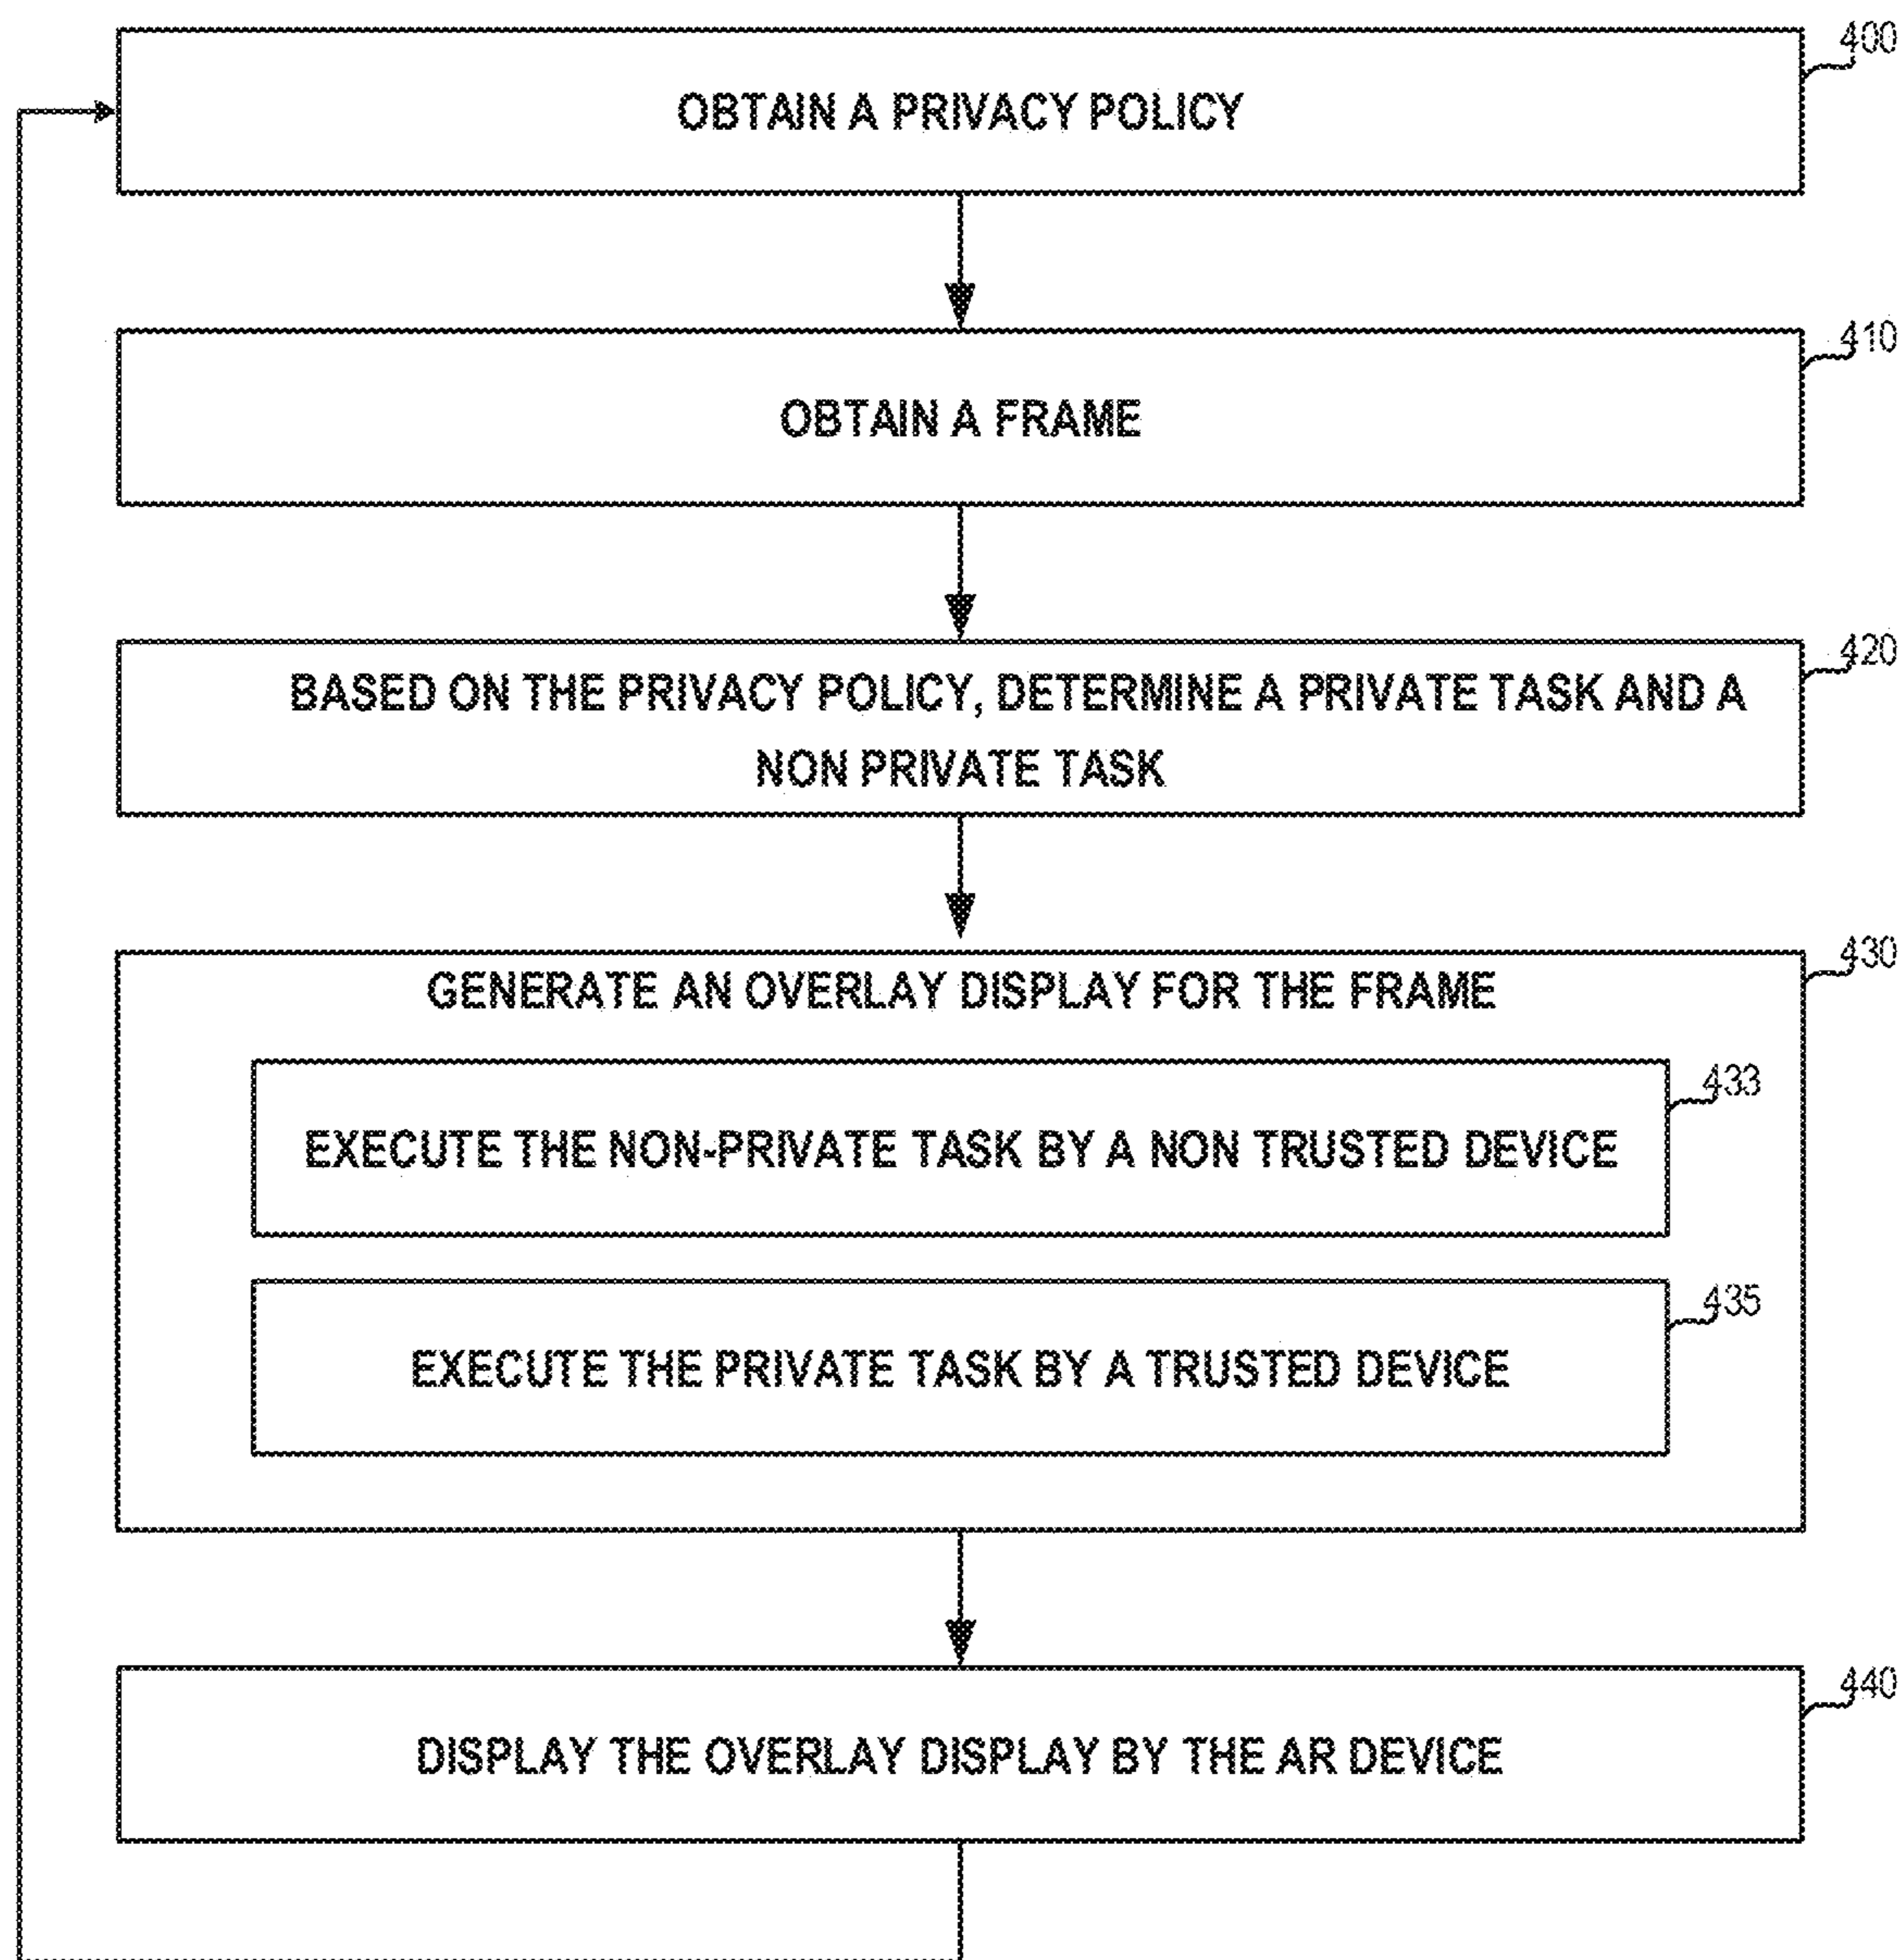 400
OBTAIN A PRIVACY POLICY
410
OBTAIN A FRAME
420
BASED ON THE PRIVACY POLICY, DETERMINE A PRIVATE TASK AND A
NON PRIVATE TASK
430
GENERATE AN OVERLAY DISPLAY FOR THE FRAME
433
EXECUTE THE NON-PRIVATE TASK BY A NON TRUSTED DEVICE
435
EXECUTE THE PRIVATE TASK BY A TRUSTED DEVICE
440
DISPLAY THE OVERLAY DISPLAY BY THE AR DEVICE